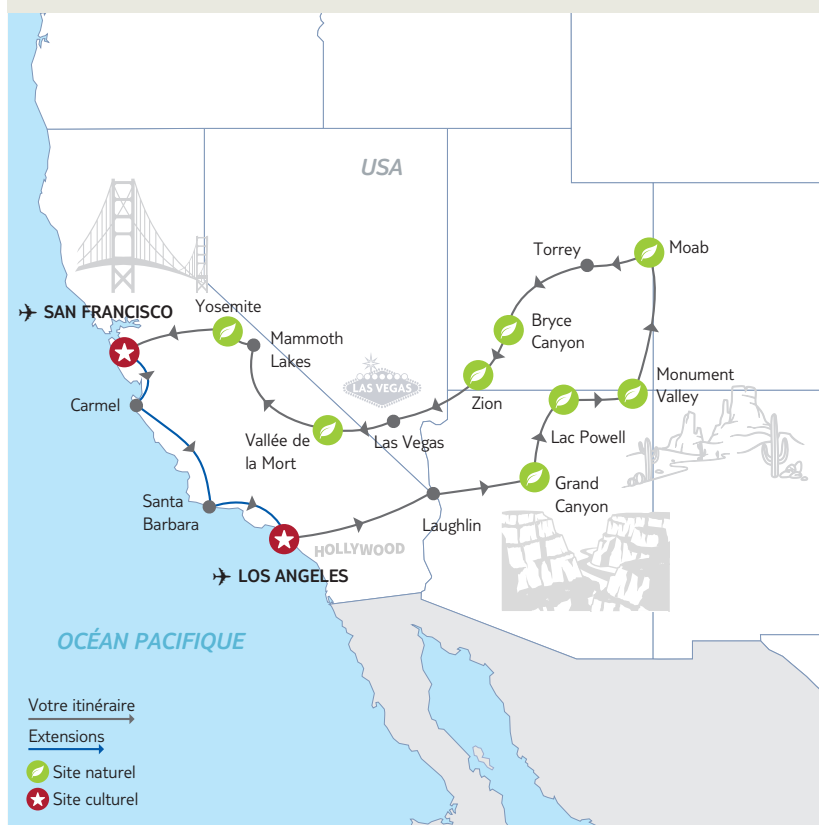 USA
Torrey
Moab
SAN FRANCISCO
Yosemite
Mammoth
Lakes
Bryce
Canyon
LAS VEGAS
Zion
Monument
Valley
Carmel
Vallée de
la Mort
Las Vegas
Lac Powell
Grand
Canyon
Santa
Barbara
Laughlin
HOLLYWOOD
LOS ANGELES
OCÉAN PACIFIQUE
Votre itinéraire
Extensions
Site naturel
Site culturel